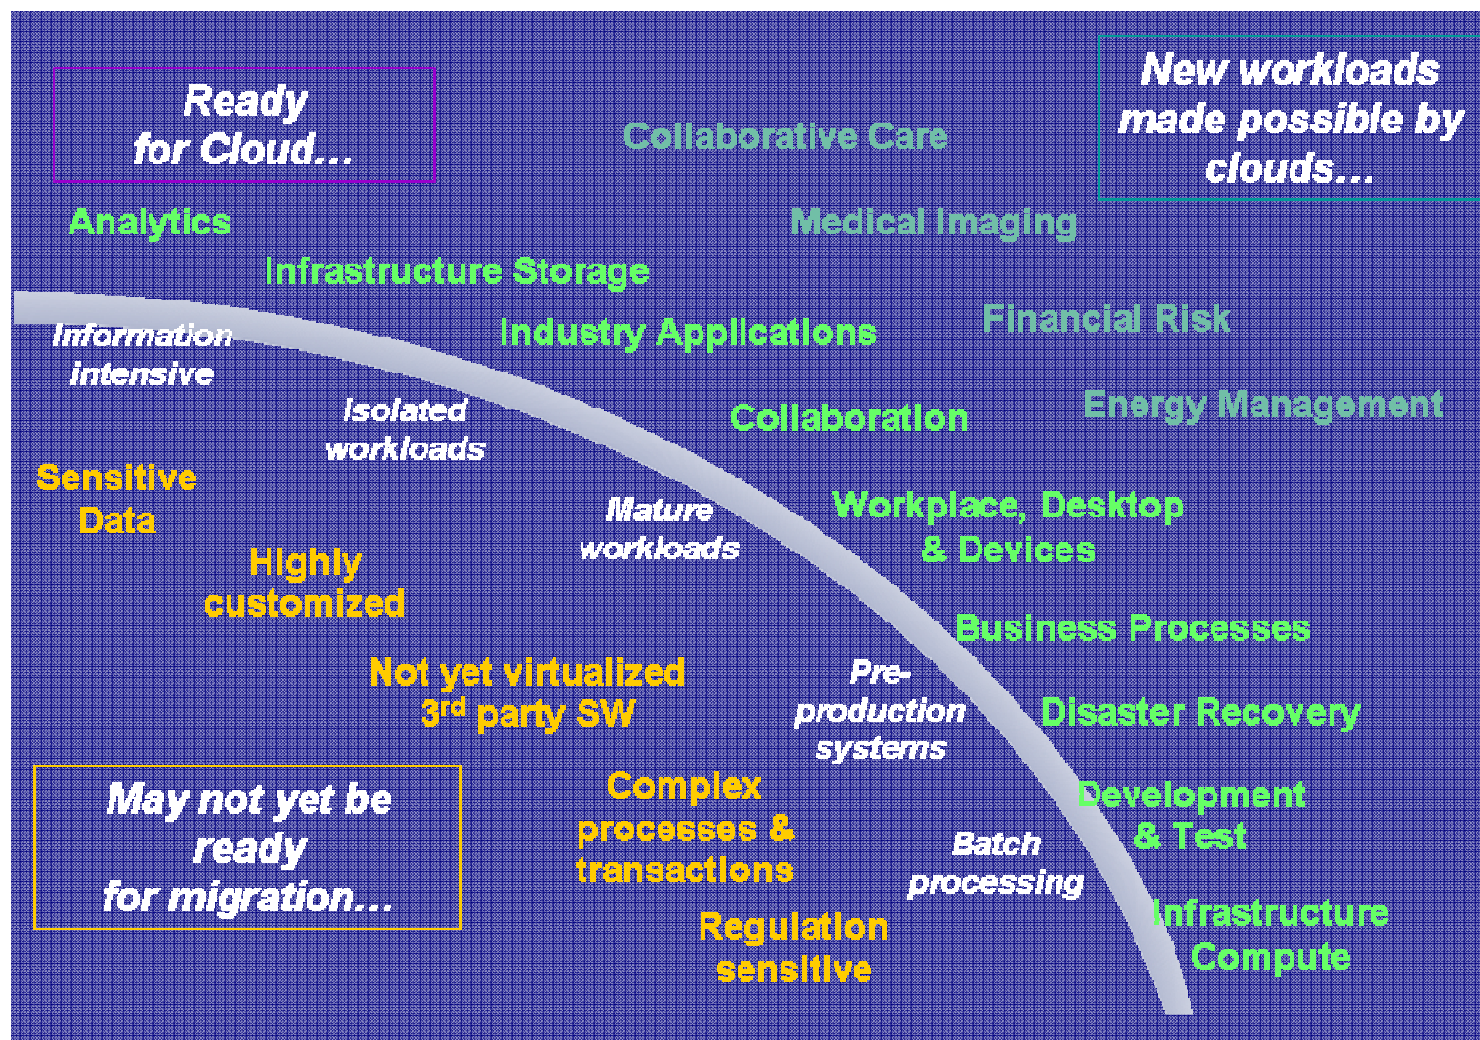 Ready
for Cloud...
New workloads
made possible by
clouds...
Collaborative Care
Medical Imaging
Financial Risk
Energy Management
Analytics
Infrastructure Storage
Industry Applications
Collaboration
Workplace, Desktop
& Devices
Business Processes
Disaster Recovery
Development
& Test
Infrastructure
Compute
Information
intensive
Isolated
workloads
Mature
workloads
Pre-
production
systems
Batch
processing
Sensitive
Data
Highly
customized
Not yet virtualized
3rd party SW
Complex
processes &
transactions
Regulation
sensitive
May not yet be
ready
for migration...